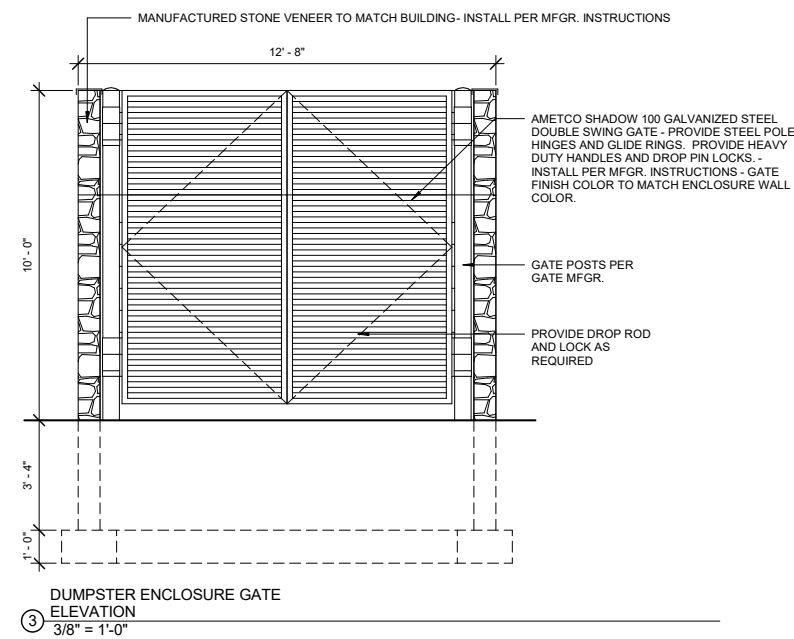 MANUFACTURED STONE VENEER TO MATCH BUILDING- INSTALL PER MFGR. INSTRUCTIONS
12' - 8"
AMETCO SHADOW 100 GALVANIZED STEEL
DOUBLE SWING GATE - PROVIDE STEEL POLE
HINGES AND GLIDE RINGS. PROVIDE HEAVY
DUTY HANDLES AND DROP PIN LOCKS. -
INSTALL PER MFGR. INSTRUCTIONS - GATE
FINISH COLOR TO MATCH ENCLOSURE WALL
COLOR.
10' - 0"
GATE POSTS PER
GATE MFGR.
PROVIDE DROP ROD
AND LOCK AS
REQUIRED
3' - 4"
1' - 0"
DUMPSTER ENCLOSURE GATE
ELEVATION
3
3/8" = 1'-0"